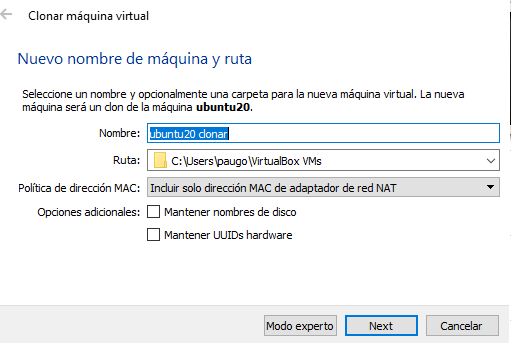 Clonar máquina virtual
Nuevo nombre de máquina y ruta
Seleccione un nombre y opcionalmente una carpeta para la nueva máquina virtual. La nueva
máquina será un clon de la máquina ubuntu20.
Nombre: ubuntu20 clonar
Ruta: C:\Users\paugo\VirtualBox VMs
Política de dirección MAC: Incluir solo dirección MAC de adaptador de red NAT
Opciones adicionales: Mantener nombres de disco
Mantener UUIDs hardware
Modo experto Next Cancelar